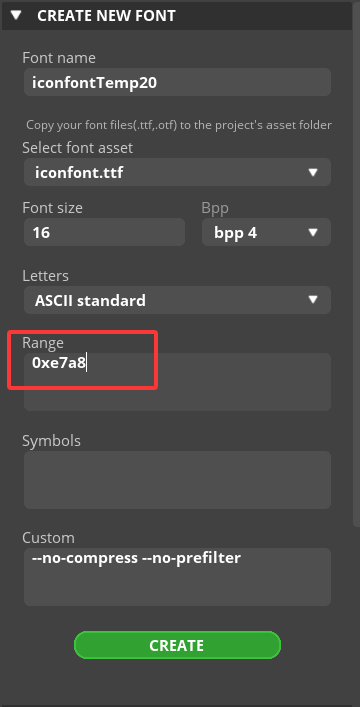 CREATE NEW FONT
Font name
iconfontTemp20
Copy your font files(.ttf,.otf) to the project's asset folder
Select font asset
iconfont.ttf
Font size Bpp
16 bpp 4
Letters
ASCII standard
Range
0xe7a8
Symbols
Custom
--no-compress --no-prefilter
CREATE